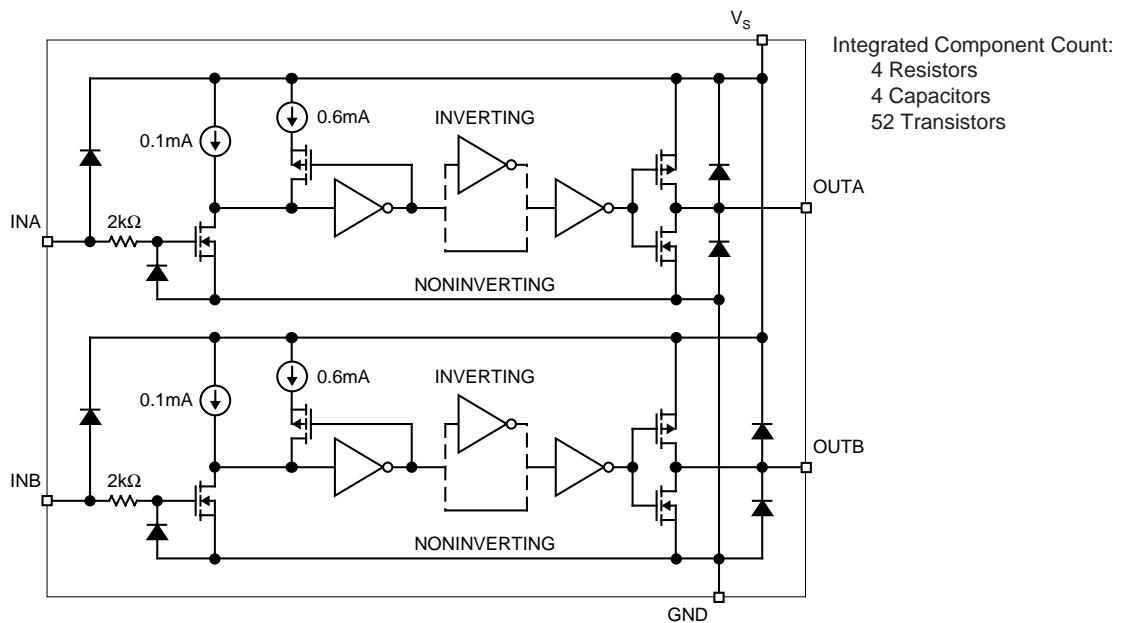 V_S
Integrated Component Count:
4 Resistors
4 Capacitors
52 Transistors
0.6mA
INVERTING
0.1mA
OUTA
2kΩ
INA
NONINVERTING
0.6mA
INVERTING
0.1mA
OUTB
2kΩ
INB
NONINVERTING
GND